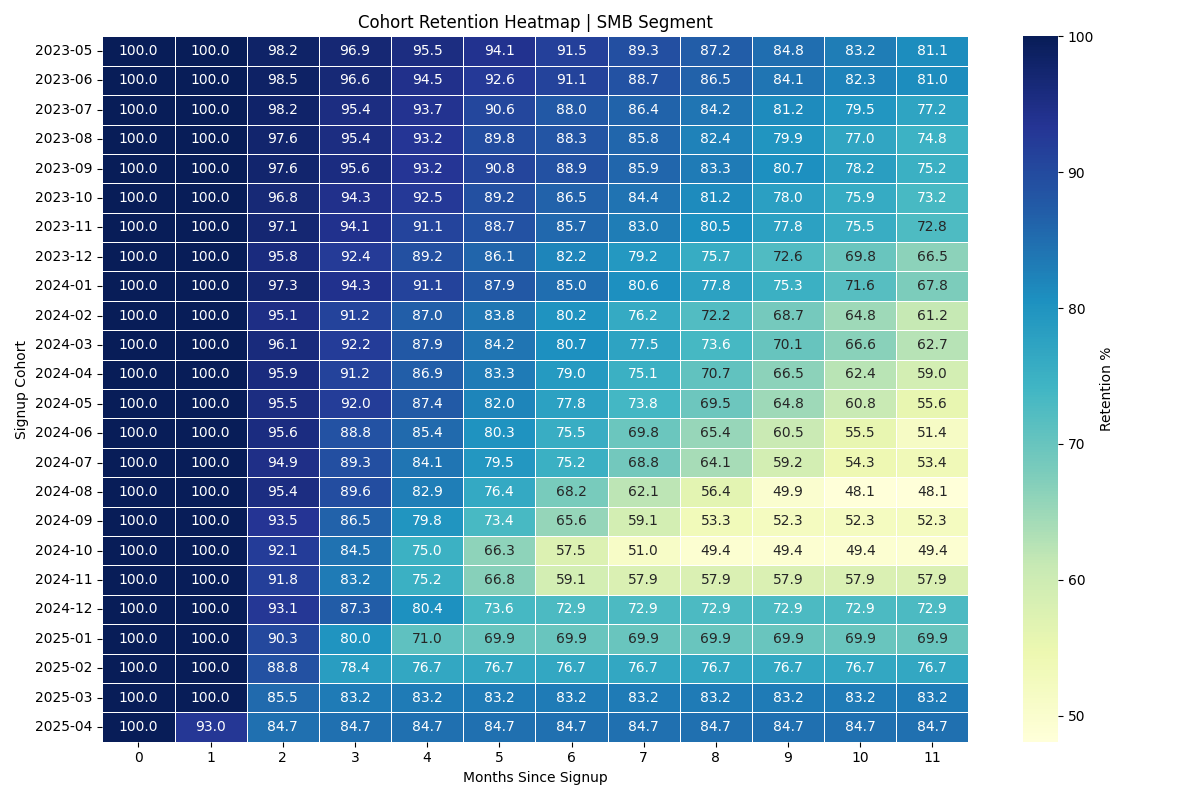 Cohort Retention Heatmap | SMB Segment
2023-05 100.0 100.0 98.2 96.9 95.5 94.1 91.5 89.3 87.2 84.8 83.2 81.1
2023-06 100.0 100.0 98.5 96.6 94.5 92.6 91.1 88.7 86.5 84.1 82.3 81.0
2023-07 100.0 100.0 98.2 95.4 93.7 90.6 88.0 86.4 84.2 81.2 79.5 77.2
2023-08 100.0 100.0 97.6 95.4 93.2 89.8 88.3 85.8 82.4 79.9 77.0 74.8
2023-09 100.0 100.0 97.6 95.6 93.2 90.8 88.9 85.9 83.3 80.7 78.2 75.2
2023-10 100.0 100.0 96.8 94.3 92.5 89.2 86.5 84.4 81.2 78.0 75.9 73.2
2023-11 100.0 100.0 97.1 94.1 91.1 88.7 85.7 83.0 80.5 77.8 75.5 72.8
2023-12 100.0 100.0 95.8 92.4 89.2 86.1 82.2 79.2 75.7 72.6 69.8 66.5
2024-01 100.0 100.0 97.3 94.3 91.1 87.9 85.0 80.6 77.8 75.3 71.6 67.8
2024-02 100.0 100.0 95.1 91.2 87.0 83.8 80.2 76.2 72.2 68.7 64.8 61.2
2024-03 100.0 100.0 96.1 92.2 87.9 84.2 80.7 77.5 73.6 70.1 66.6 62.7
2024-04 100.0 100.0 95.9 91.2 86.9 83.3 79.0 75.1 70.7 66.5 62.4 59.0
2024-05 100.0 100.0 95.5 92.0 87.4 82.0 77.8 73.8 69.5 64.8 60.8 55.6
2024-06 100.0 100.0 95.6 88.8 85.4 80.3 75.5 69.8 65.4 60.5 55.5 51.4
2024-07 100.0 100.0 94.9 89.3 84.1 79.5 75.2 68.8 64.1 59.2 54.3 53.4
2024-08 100.0 100.0 95.4 89.6 82.9 76.4 68.2 62.1 56.4 49.9 48.1 48.1
2024-09 100.0 100.0 93.5 86.5 79.8 73.4 65.6 59.1 53.3 52.3 52.3 52.3
2024-10 100.0 100.0 92.1 84.5 75.0 66.3 57.5 51.0 49.4 49.4 49.4 49.4
2024-11 100.0 100.0 91.8 83.2 75.2 66.8 59.1 57.9 57.9 57.9 57.9 57.9
2024-12 100.0 100.0 93.1 87.3 80.4 73.6 72.9 72.9 72.9 72.9 72.9 72.9
2025-01 100.0 100.0 90.3 80.0 71.0 69.9 69.9 69.9 69.9 69.9 69.9 69.9
2025-02 100.0 100.0 88.8 78.4 76.7 76.7 76.7 76.7 76.7 76.7 76.7 76.7
2025-03 100.0 100.0 85.5 83.2 83.2 83.2 83.2 83.2 83.2 83.2 83.2 83.2
2025-04 100.0 93.0 84.7 84.7 84.7 84.7 84.7 84.7 84.7 84.7 84.7 84.7
0 1 2 3 4 5 6 7 8 9 10 11
Months Since Signup
Signup Cohort
100
90
80
70
60
50
Retention %